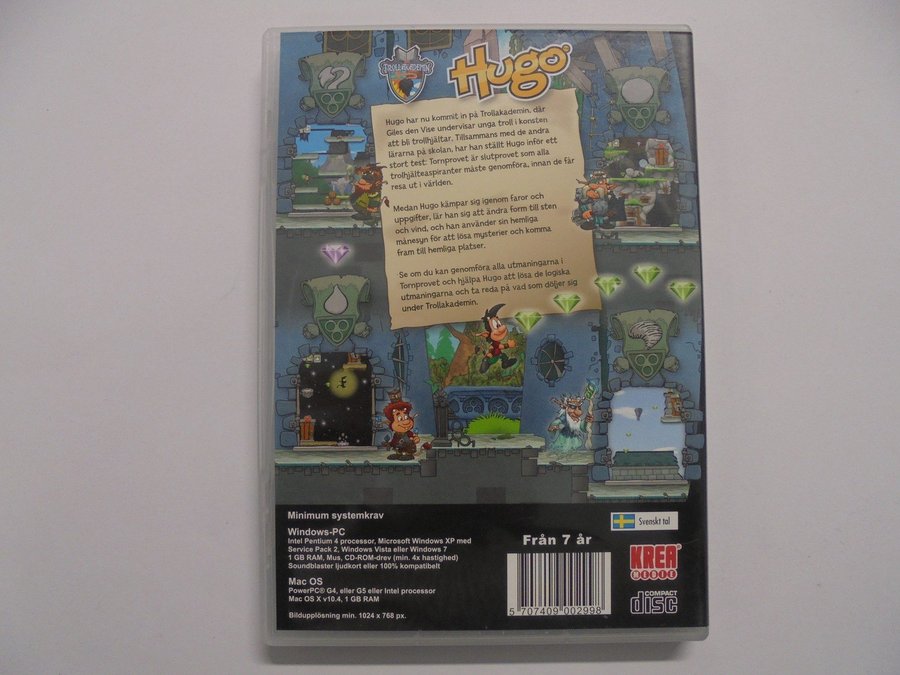 TROLLAKADEMIN
Hugo
Hugo har nu kommit in på Trollakademin, där
Giles den Vise undervisar unga troll i konsten
att bli trollhjältar. Tillsammans med de andra
lärarna på skolan, har han ställt Hugo inför ett
stort test: Tornprovet är slutprovet som alla
trollhjälteaspiranter måste genomföra, innan de får
resa ut i världen.
Medan Hugo kämpar sig igenom faror och
uppgifter, lär han sig att ändra form till sten
och vind, och han använder sin hemliga
månesyn för att lösa mysterier och komma
fram till hemliga platser.
Se om du kan genomföra alla utmaningarna i
Tornprovet och hjälpa Hugo att lösa de logiska
utmaningarna och ta reda på vad som döljer sig
under Trollakademin.
Minimum systemkrav
Windows-PC
Intel Pentium 4 processor, Microsoft Windows XP med
Service Pack 2, Windows Vista eller Windows 7
1 GB RAM, Mus, CD-ROM-drev (min. 4x hastighed)
Soundblaster ljudkort eller 100% kompatibelt
Mac OS
PowerPC® G4, eller G5 eller Intel processor
Mac OS X v10.4, 1 GB RAM
Bildupplösning min. 1024 x 768 px.
Svenskt tal
Från 7 år
5 707409 002998
KREA
MEDIE
COMPACT
disc